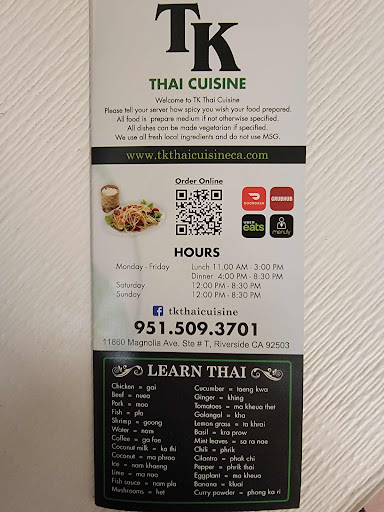 TK
THAI CUISINE
Welcome to TK Thai Cuisine
Please tell your server how spicy you wish your food prepared.
All food is prepare medium if not otherwise specified.
All dishes can be made vegetarian if specified.
We use all fresh local ingredients and do not use MSG.
www.tkthaicuisineca.com
Order Online
DOORDASH
GRUBHUB
Uber
eats
menufy
HOURS
Monday - Friday Lunch 11.00 AM - 3:00 PM
Dinner 4:00 PM - 8:30 PM
Saturday 12:00 PM - 8:30 PM
Sunday 12:00 PM - 8:30 PM
f tkthaicuisine
951.509.3701
11860 Magnolia Ave. Ste # T, Riverside CA 92503
LEARN THAI
Chicken = gai
Beef = nuea
Pork = moo
Fish = pla
Shrimp = goong
Water = nam
Coffee = ga fae
Coconut milk = ka thi
Coconut = ma phrao
Ice = nam khaeng
Lime = ma nao
Fish sauce = nam pla
Mushrooms = het
Cucumber = taeng kwa
Ginger = khing
Tomatoes = ma kheua thet
Galangal = kha
Lemon grass = ta khrai
Basil = kra prow
Mint leaves = sa ra nae
Chili = phrik
Cilantro = phak chi
Pepper = phrik thai
Eggplant = ma kheua
Banana = kluai
Curry powder = phong ka ri